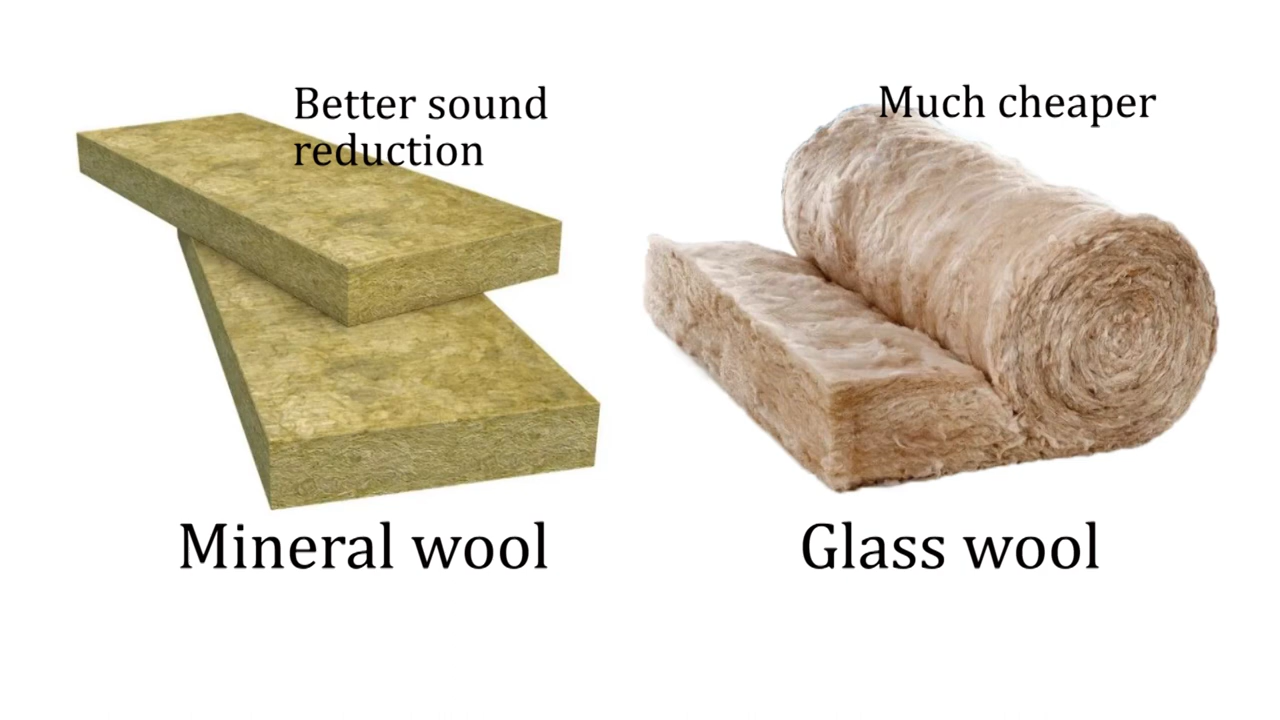 Better sound
reduction
Much cheaper
Mineral wool
Glass wool